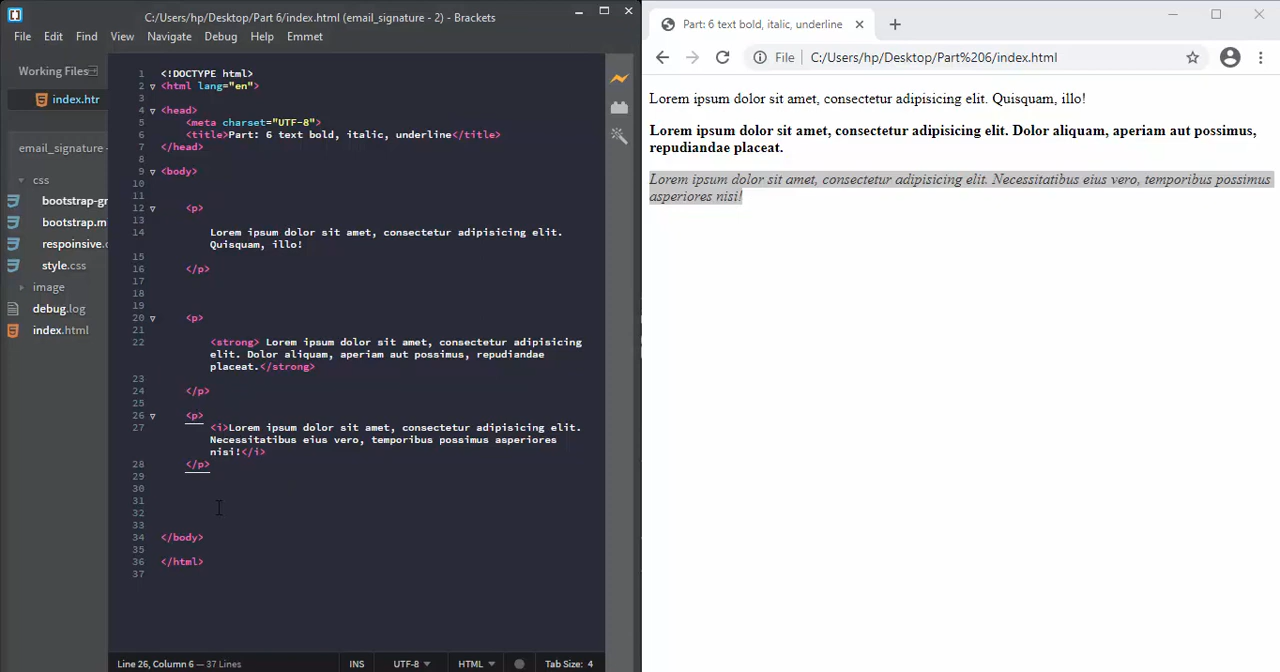 C:/Users/hp/Desktop/Part 6/index.html (email_signature - 2) - Brackets
File Edit Find View Navigate Debug Help Emmet
Working Files
index.htr
email_signature -
css
bootstrap-gr
bootstrap.m
respoinsive.c
style.css
image
debug.log
index.html
1 <!DOCTYPE html>
2 <html lang="en">
3
4 <head>
5 <meta charset="UTF-8">
6 <title>Part: 6 text bold, italic, underline</title>
7 </head>
8
9 <body>
10
11
12 <p>
13
14 Lorem ipsum dolor sit amet, consectetur adipisicing elit.
Quisquam, illo!
15
16 </p>
17
18
19
20 <p>
21
22 <strong> Lorem ipsum dolor sit amet, consectetur adipisicing
elit. Dolor aliquam, aperiam aut possimus, repudiandae
placeat.</strong>
23
24 </p>
25
26 <p>
27 <i>Lorem ipsum dolor sit amet, consectetur adipisicing elit.
Necessitatibus eius vero, temporibus possimus asperiores
nisi!</i>
28 </p>
29
30
31
32
33
34 </body>
35
36 </html>
37
Line 26, Column 6 — 37 Lines INS UTF-8 HTML Tab Size: 4
Part: 6 text bold, italic, underline
File C:/Users/hp/Desktop/Part%206/index.html
Lorem ipsum dolor sit amet, consectetur adipisicing elit. Quisquam, illo!
Lorem ipsum dolor sit amet, consectetur adipisicing elit. Dolor aliquam, aperiam aut possimus,
repudiandae placeat.
Lorem ipsum dolor sit amet, consectetur adipisicing elit. Necessitatibus eius vero, temporibus possimus
asperiores nisi!